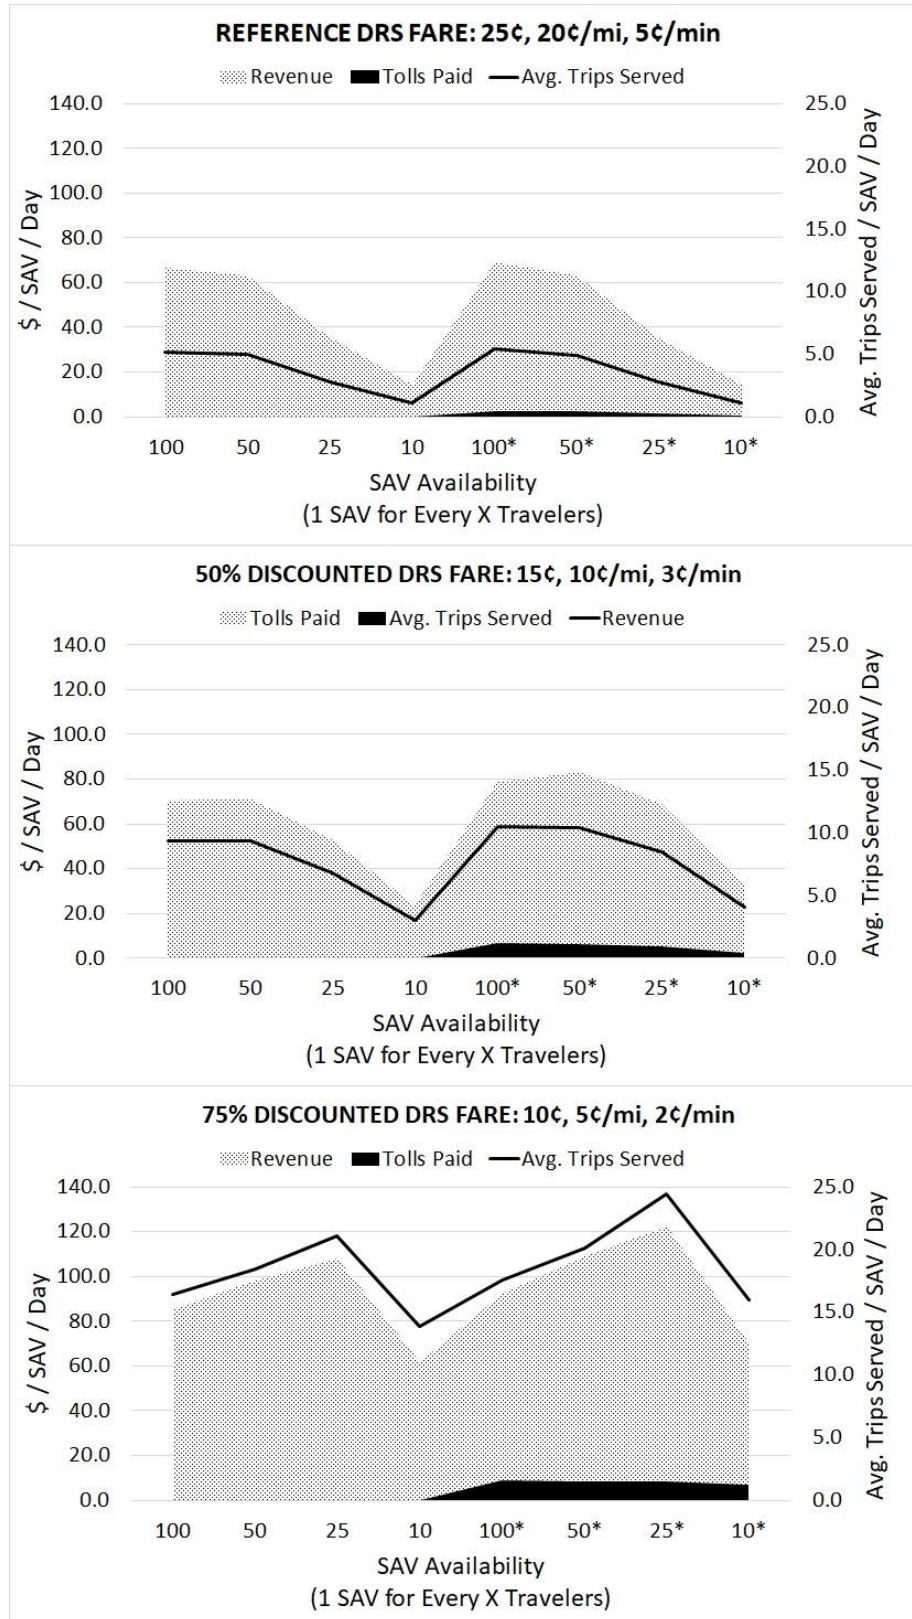 REFERENCE DRS FARE: 25¢, 20¢/mi, 5¢/min
Revenue Tolls Paid Avg. Trips Served
140.0
120.0
100.0
80.0
60.0
40.0
20.0
0.0
$ / SAV / Day
25.0
20.0
15.0
10.0
5.0
0.0
Avg. Trips Served / SAV / Day
100 50 25 10 100* 50* 25* 10*
SAV Availability
(1 SAV for Every X Travelers)
50% DISCOUNTED DRS FARE: 15¢, 10¢/mi, 3¢/min
Tolls Paid Avg. Trips Served Revenue
140.0
120.0
100.0
80.0
60.0
40.0
20.0
0.0
$ / SAV / Day
25.0
20.0
15.0
10.0
5.0
0.0
Avg. Trips Served / SAV / Day
100 50 25 10 100* 50* 25* 10*
SAV Availability
(1 SAV for Every X Travelers)
75% DISCOUNTED DRS FARE: 10¢, 5¢/mi, 2¢/min
Revenue Tolls Paid Avg. Trips Served
140.0
120.0
100.0
80.0
60.0
40.0
20.0
0.0
$ / SAV / Day
25.0
20.0
15.0
10.0
5.0
0.0
Avg. Trips Served / SAV / Day
100 50 25 10 100* 50* 25* 10*
SAV Availability
(1 SAV for Every X Travelers)